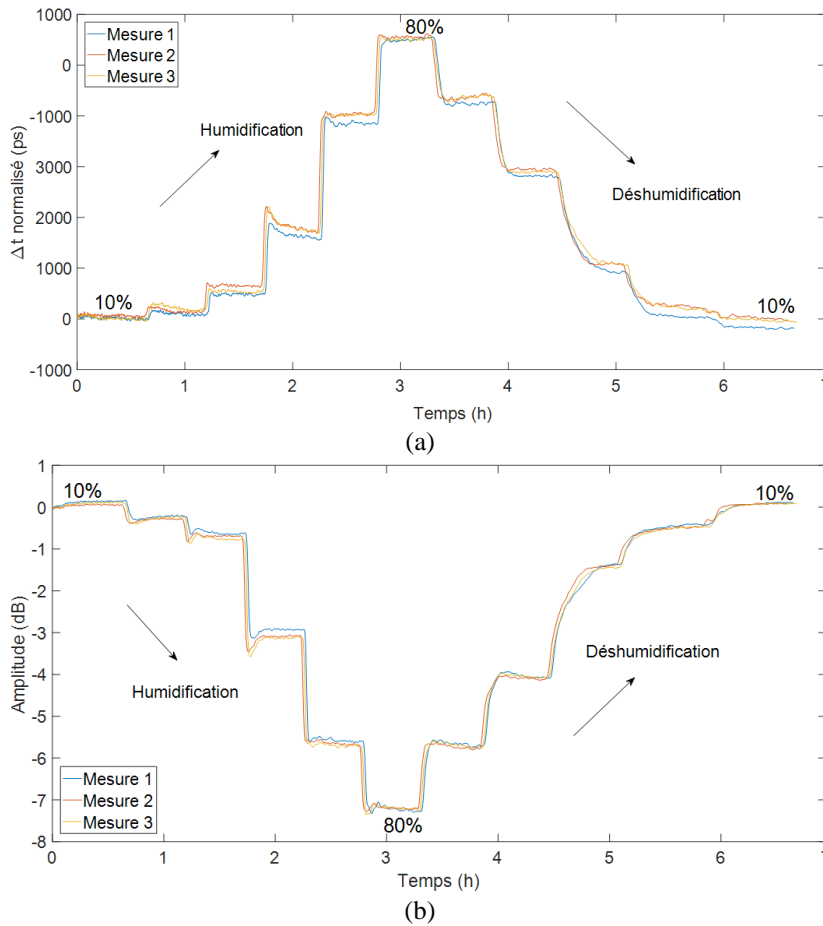 Mesure 1
Mesure 2
Mesure 3
80%
0
-1000
3000
2000
1000
0
-1000
Δt normalisé (ps)
Humidification
Déshumidification
10%
10%
0
1
2
3
4
5
6
7
Temps (h)
(a)
1
0
-1
-2
-3
-4
-5
-6
-7
-8
Amplitude (dB)
10%
10%
Humidification
Déshumidification
Mesure 1
Mesure 2
Mesure 3
80%
0
1
2
3
4
5
6
7
Temps (h)
(b)